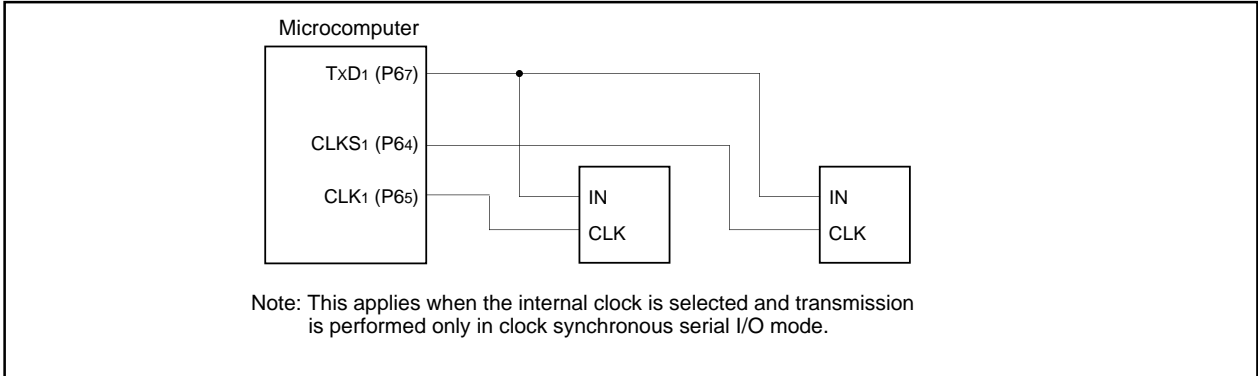 Microcomputer
TxD1 (P67)
CLKS1 (P64)
CLK1 (P65)
IN
CLK
IN
CLK
Note: This applies when the internal clock is selected and transmission
is performed only in clock synchronous serial I/O mode.